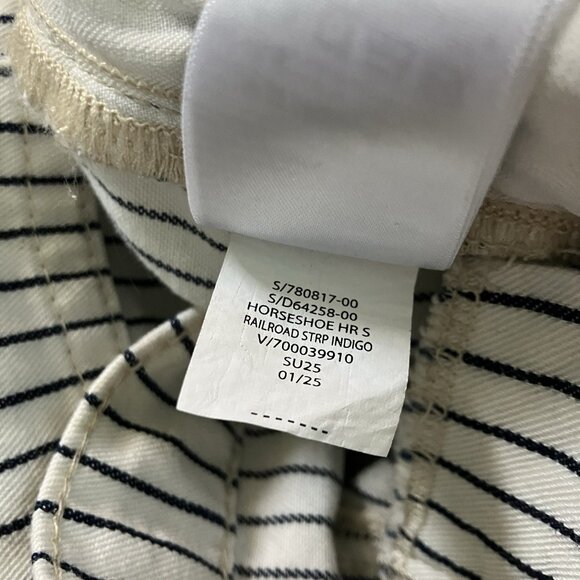 S/780817-00
S/D64258-00
HORSESHOE HR S
RAILROAD STRP INDIGO
V/700039910
SU25
01/25